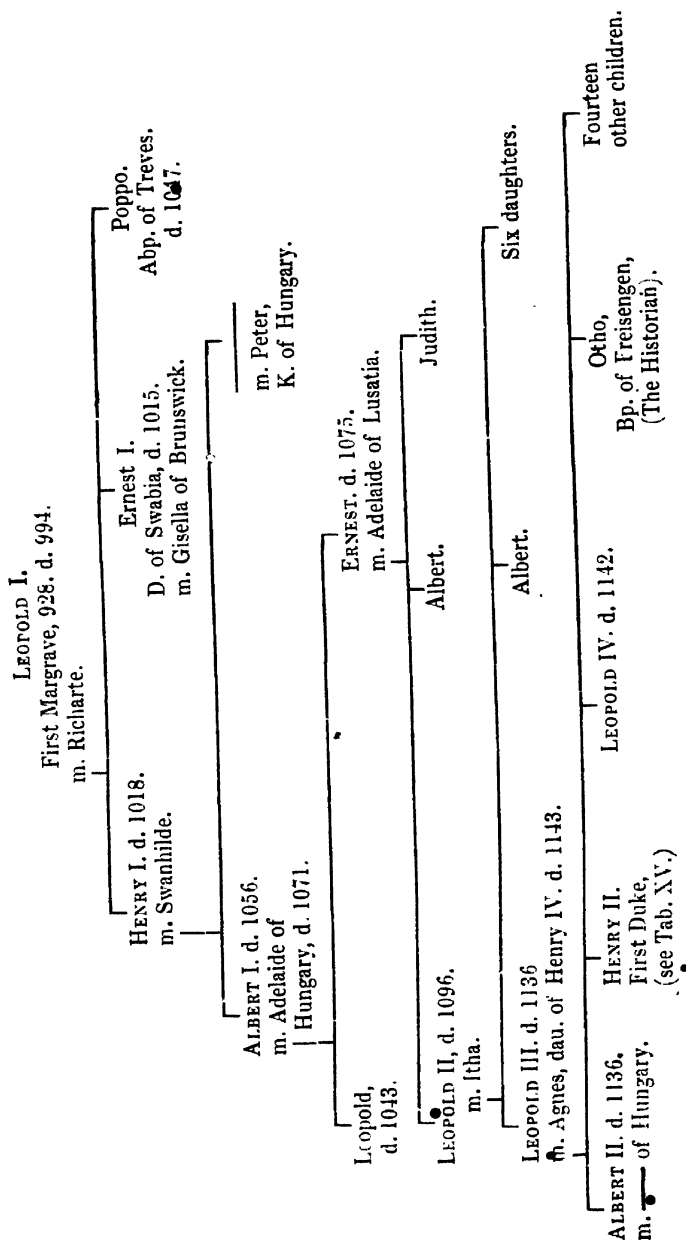 LEOPOLD I.
First Margrave, 928. d. 994.
m. Richarte.
HENRY I. d. 1018.
m. Swanhilde.
Ernest I.
D. of Swabia, d. 1015.
m. Gisella of Brunswick.
Poppo.
Abp. of Treves.
d. 1047.
ALBERT I. d. 1056.
m. Adelaide of
Hungary, d. 1071.
m. Peter,
K. of Hungary.
Leopold,
d. 1043.
ERNEST. d. 1075.
m. Adelaide of Lusatia.
LEOPOLD II, d. 1096.
m. Itha.
Albert.
Judith.
LEOPOLD III. d. 1136
m. Agnes, dau. of Henry IV. d. 1143.
Albert.
Six daughters.
ALBERT II. d. 1136.
m. — of Hungary.
HENRY II.
First Duke,
(see Tab. XV.)
LEOPOLD IV. d. 1142.
Otho,
Bp. of Freisengen,
(The Historian).
Fourteen
other children.